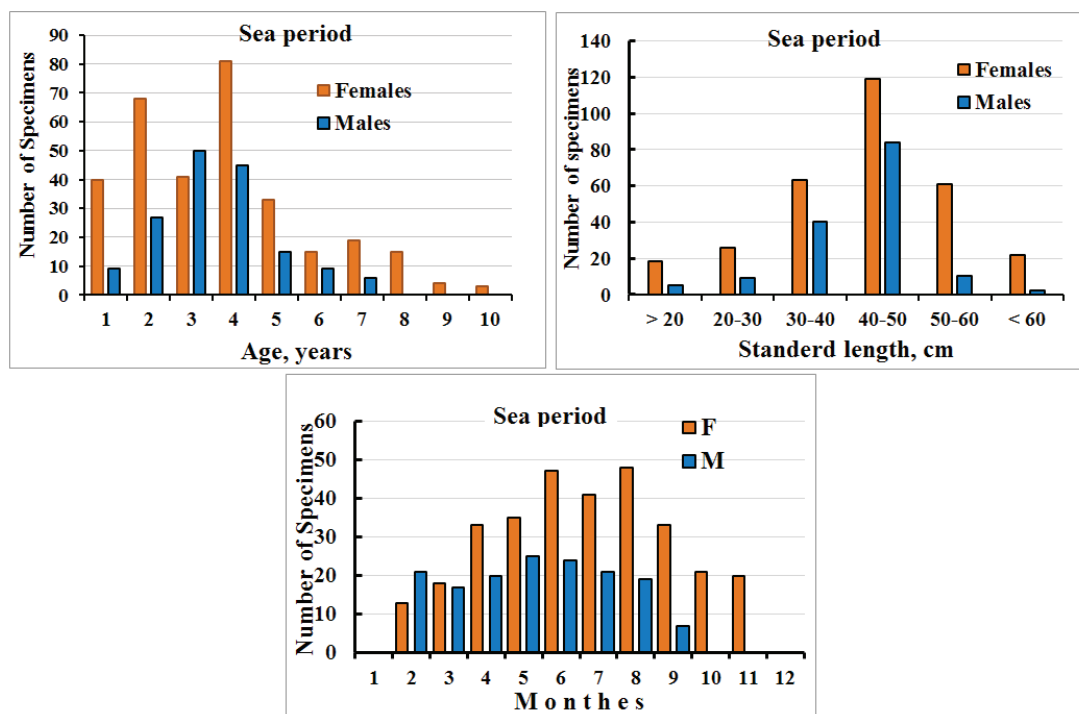 Sea period
Number of Specimens
90
80
70
60
50
40
30
20
10
0
Females
Males
1 2 3 4 5 6 7 8 9 10
Age, years
Sea period
Number of specimens
140
120
100
80
60
40
20
0
Females
Males
> 20 20-30 30-40 40-50 50-60 < 60
Standerd length, cm
Sea period
Number of Specimens
60
50
40
30
20
10
0
F
M
1 2 3 4 5 6 7 8 9 10 11 12
Monthes